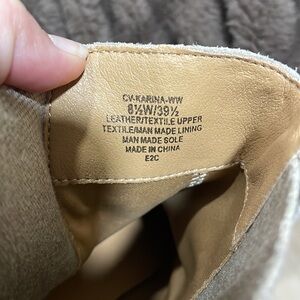 CV-KARINA-WW
8½W/39½
LEATHER/TEXTILE UPPER
TEXTILE/MAN MADE LINING
MAN MADE SOLE
MADE IN CHINA
E2C